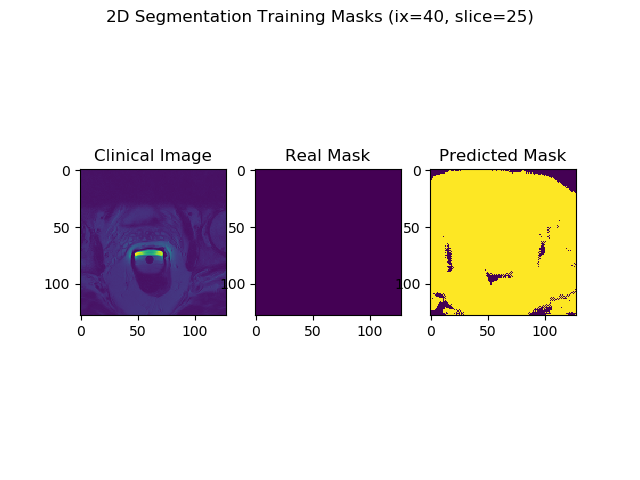 2D Segmentation Training Masks (ix=40, slice=25)
Clinical Image Real Mask Predicted Mask
0 0 0
50 50 50
100 100 100
0 50 100 0 50 100 0 50 100